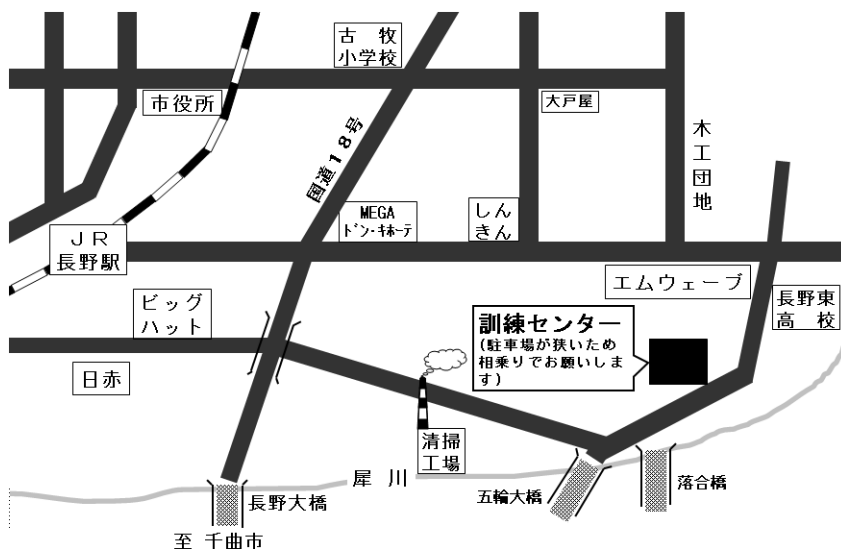 古 牧
小学校
市役所
大戸屋
国道18号
木工団地
MEGA
ドン・キホーテ
しん
きん
JR
長野駅
エムウェーブ
ビッグ
ハット
長野東
高 校
訓練センター
(駐車場が狭いため
相乗りでお願いしま
す)
日赤
清掃
工場
犀 川
五輪大橋
落合橋
長野大橋
至 千曲市